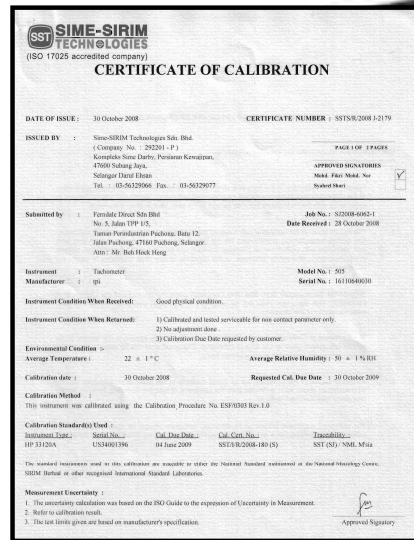 SST SIME-SIRIM
TECHNOLOGIES
(ISO 17025 accredited company)
CERTIFICATE OF CALIBRATION
DATE OF ISSUE : 30 October 2008 CERTIFICATE NUMBER : SSTS/R/2008 J-2179
ISSUED BY : Sime-SIRIM Technologies Sdn. Bhd.
( Company No. : 292201 - P ) PAGE 1 OF 2 PAGES
Kompleks Sime Darby, Persiaran Kewajipan,
47600 Subang Jaya, APPROVED SIGNATORIES
Selangor Darul Ehsan Mohd. Fikri Mohd. Nor
Tel. : 03-56329066 Fax. : 03-56329077 Syahrel Shari
Submitted by : Ferndale Direct Sdn Bhd Job No. : SJ2008-6062-1
No. 5, Jalan TPP 1/5, Date Received : 28 October 2008
Taman Perindustrian Puchong, Batu 12.
Jalan Puchong, 47160 Puchong, Selangor.
Attn : Mr. Boh Hock Heng
Instrument : Tachometer Model No. : 505
Manufacturer : tpi Serial No. : 16110640030
Instrument Condition When Received: Good physical condition.
Instrument Condition When Returned: 1) Calibrated and tested serviceable for non contact parameter only.
2) No adjustment done .
3) Calibration Due Date requested by customer.
Environmental Condition :-
Average Temperature : 22 ± 1 °C Average Relative Humidity : 50 ± 1 % RH
Calibration date : 30 October 2008 Requested Cal. Due Date : 30 October 2009
Calibration Method :
This instrument was calibrated using the Calibration Procedure No. ESF/0303 Rev.1.0
Calibration Standard(s) Used :
Instrument Type : Serial No. : Cal. Due Date : Cal. Cert. No. : Traceability :
HP 33120A US34001396 04 June 2009 SST/I/R/2008-180 (S) SST (SI) / NML M'sia
The standard instruments used in this calibration are traceable to either the National Standard maintained at the National Metrology Centre,
SIRIM Berhad or other recognised International Standard Laboratories.
Measurement Uncertainty :
1. The uncertainty calculation was based on the ISO Guide to the expression of Uncertainty in Measurement.
2. Refer to calibration result.
3. The test limits given are based on manufacturer's specification. Approved Signatory